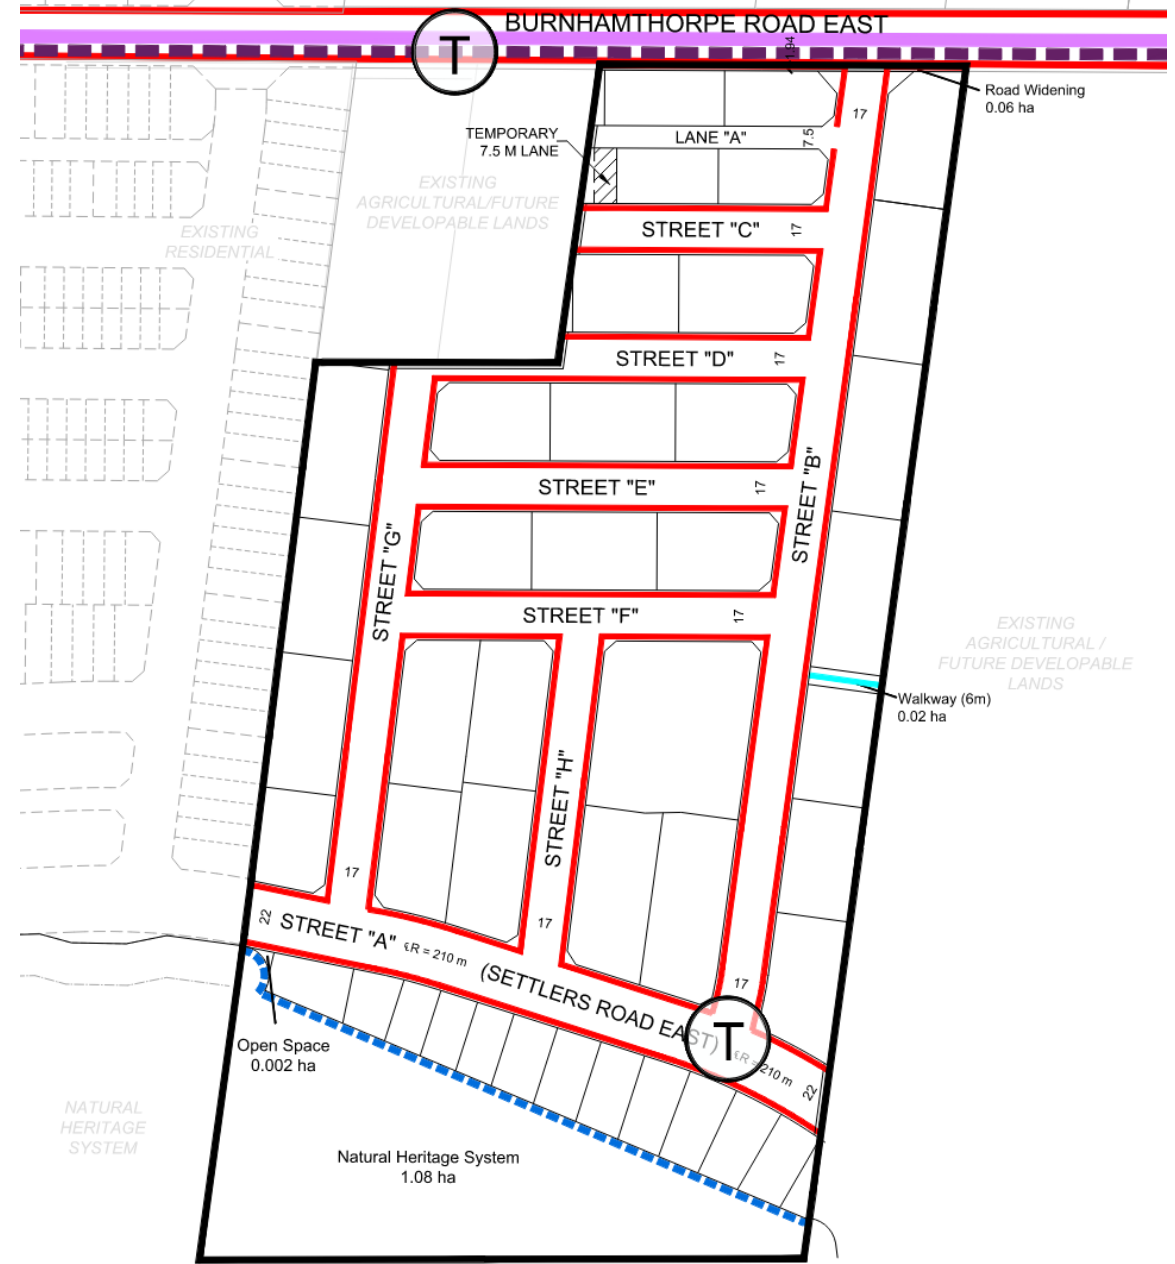 BURNHAMTHORPE ROAD EAST
T
1.94
Road Widening
0.06 ha
17
TEMPORARY
7.5 M LANE
LANE "A"
7.5
EXISTING
AGRICULTURAL/FUTURE
DEVELOPABLE LANDS
EXISTING
RESIDENTIAL
STREET "C"
17
STREET "D"
17
STREET "B"
STREET "E"
17
STREET "G"
STREET "F"
17
EXISTING
AGRICULTURAL /
FUTURE DEVELOPABLE
LANDS
Walkway (6m)
0.02 ha
STREET "H"
17
17
17
22
STREET "A"
℄R = 210 m
(SETTLERS ROAD EAST)
T
℄R = 210 m
22
Open Space
0.002 ha
NATURAL
HERITAGE
SYSTEM
Natural Heritage System
1.08 ha